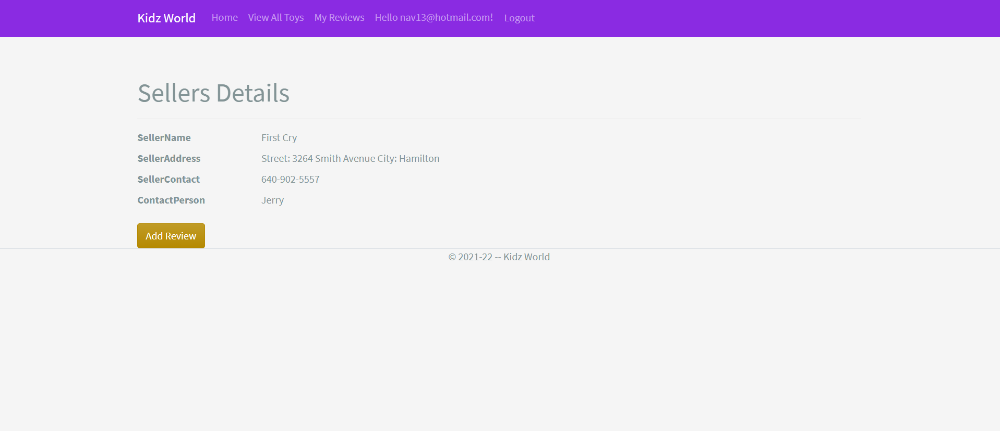 Kidz World Home View All Toys My Reviews Hello nav13@hotmail.com! Logout
Sellers Details
SellerName First Cry
SellerAddress Street: 3264 Smith Avenue City: Hamilton
SellerContact 640-902-5557
ContactPerson Jerry
Add Review
© 2021-22 -- Kidz World